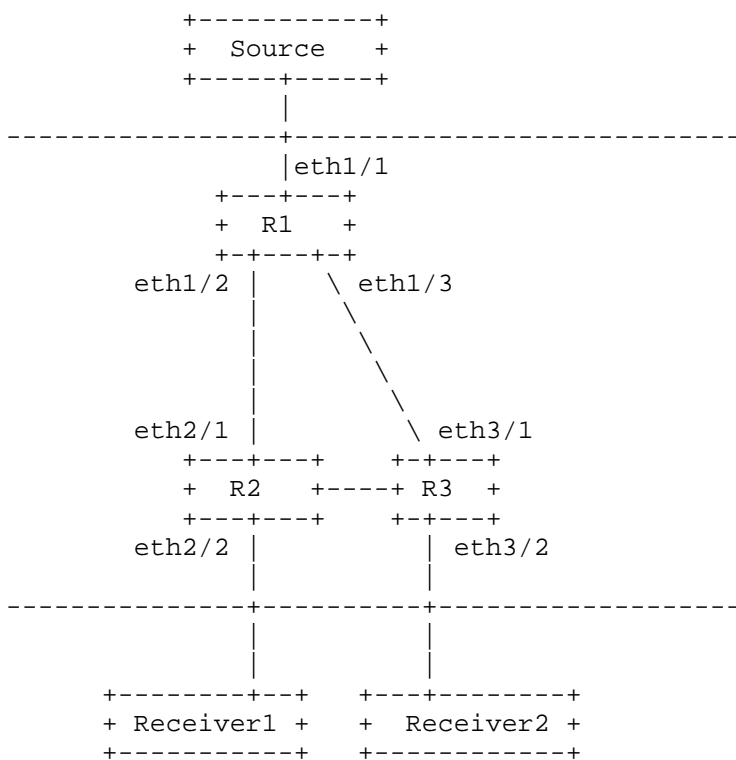 Source
eth1/1
R1
eth1/2 eth1/3
eth2/1 eth3/1
R2 R3
eth2/2 eth3/2
Receiver1 Receiver2